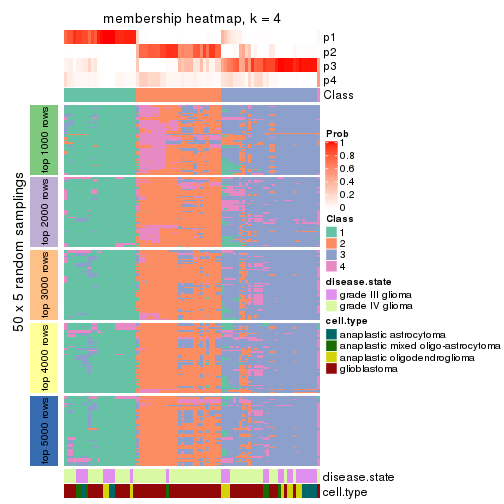 membership heatmap, k = 4
p1
p2
p3
p4
Class
50 x 5 random samplings
top 1000 rows
top 2000 rows
top 3000 rows
top 4000 rows
top 5000 rows
Prob
1
0.8
0.6
0.4
0.2
0
Class
1
2
3
4
disease.state
grade III glioma
grade IV glioma
cell.type
anaplastic astrocytoma
anaplastic mixed oligo-astrocytoma
anaplastic oligodendroglioma
glioblastoma
disease.state
cell.type